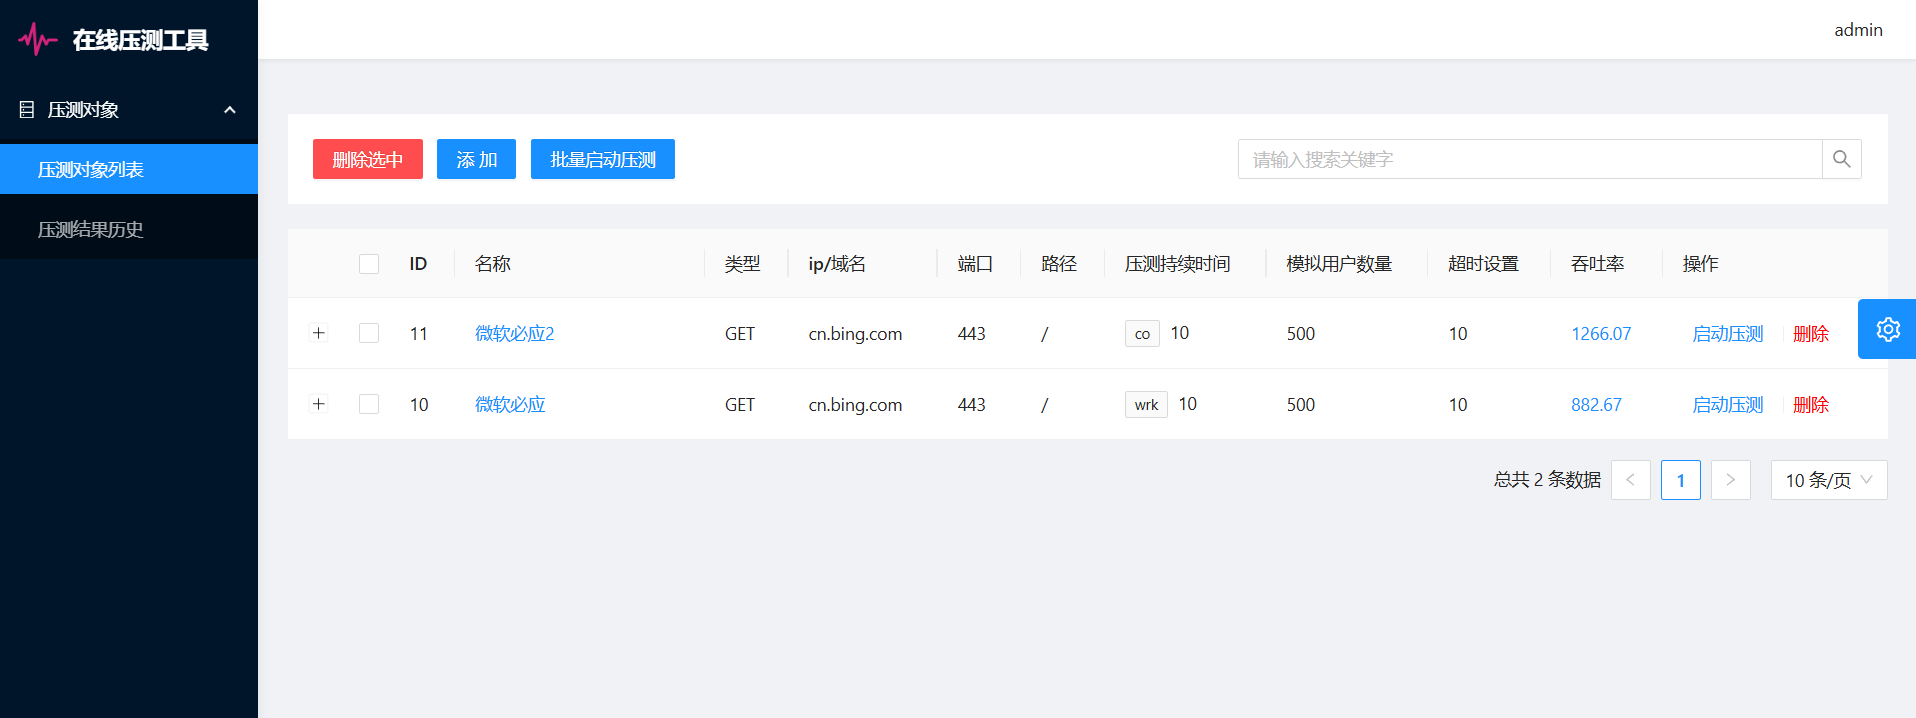 在线压测工具
admin
压测对象
压测对象列表
压测结果历史
删除选中 添 加 批量启动压测 请输入搜索关键字
ID 名称 类型 ip/域名 端口 路径 压测持续时间 模拟用户数量 超时设置 吞吐率 操作
11 微软必应2 GET cn.bing.com 443 / co 10 500 10 1266.07 启动压测 删除
10 微软必应 GET cn.bing.com 443 / wrk 10 500 10 882.67 启动压测 删除
总共 2 条数据 < 1 > 10 条/页